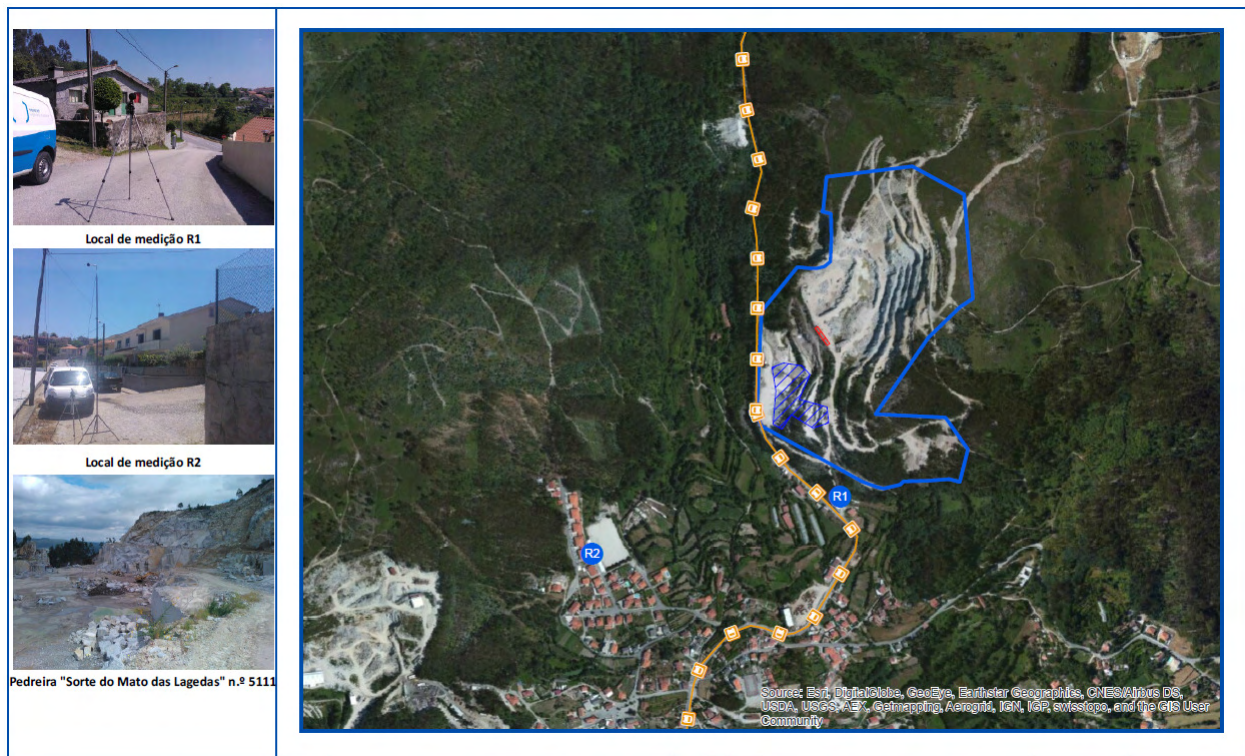 Local de medição R1
Local de medição R2
Pedreira "Sorte do Mato das Lagedas" n.º 5111
R1
R2
Source: Esri, DigitalGlobe, GeoEye, Earthstar Geographics, CNES/Airbus DS,
USDA, USGS, AEX, Getmapping, Aerogrid, IGN, IGP, swisstopo, and the GIS User
Community